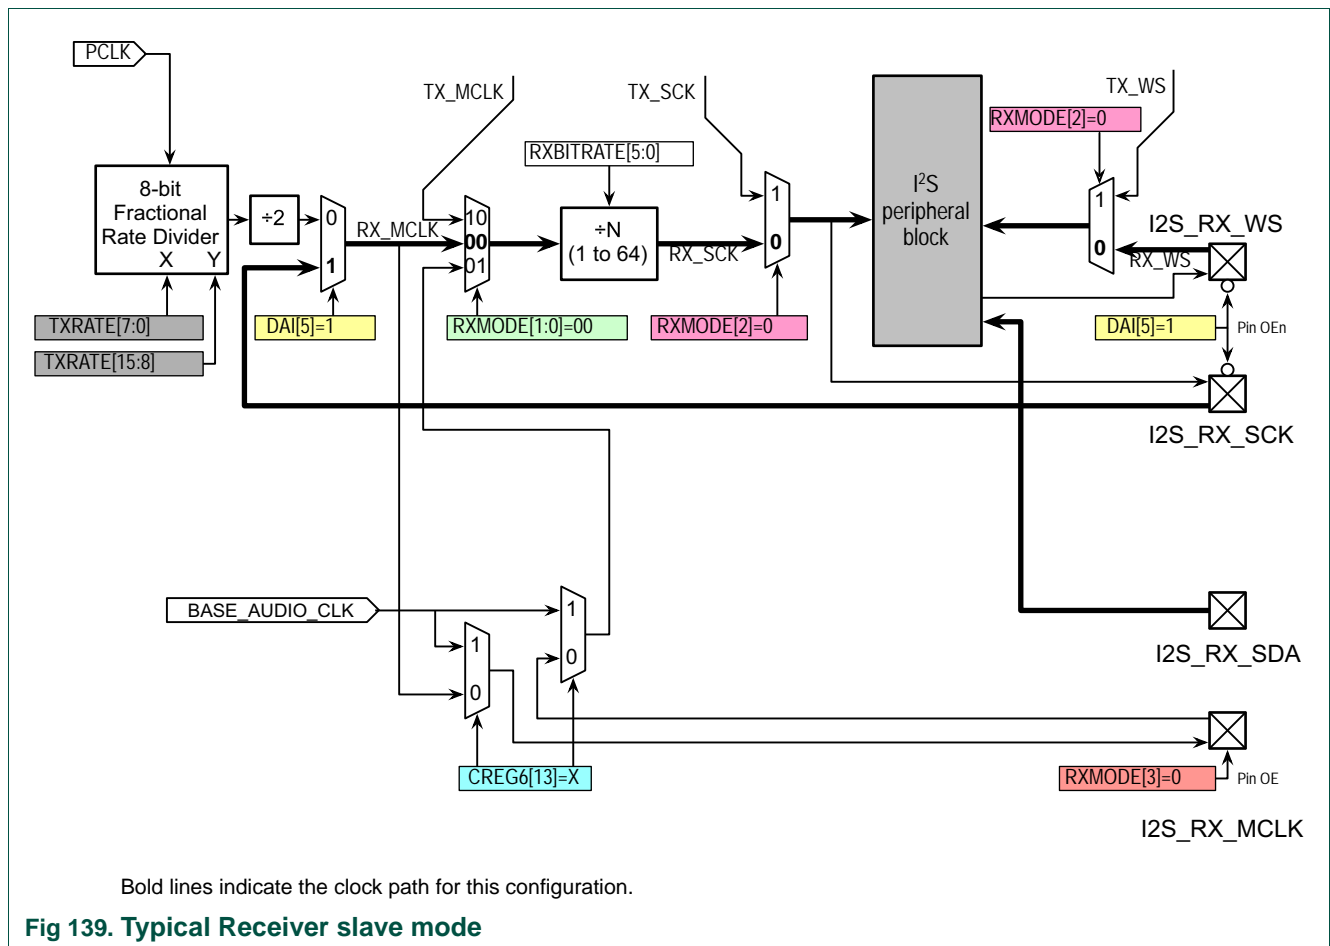 PCLK
TX_MCLK
TX_SCK
TX_WS
RXMODE[2]=0
RXBITRATE[5:0]
8-bit
Fractional
Rate Divider
X Y
÷2
0
1
RX_MCLK
10
00
01
÷N
(1 to 64)
RX_SCK
1
0
I2S
peripheral
block
1
0
I2S_RX_WS
RX_WS
TXRATE[7:0]
DAI[5]=1
RXMODE[1:0]=00
RXMODE[2]=0
DAI[5]=1
Pin OEn
TXRATE[15:8]
I2S_RX_SCK
BASE_AUDIO_CLK
1
0
1
0
I2S_RX_SDA
CREG6[13]=X
RXMODE[3]=0
Pin OE
I2S_RX_MCLK
Bold lines indicate the clock path for this configuration.
Fig 139. Typical Receiver slave mode